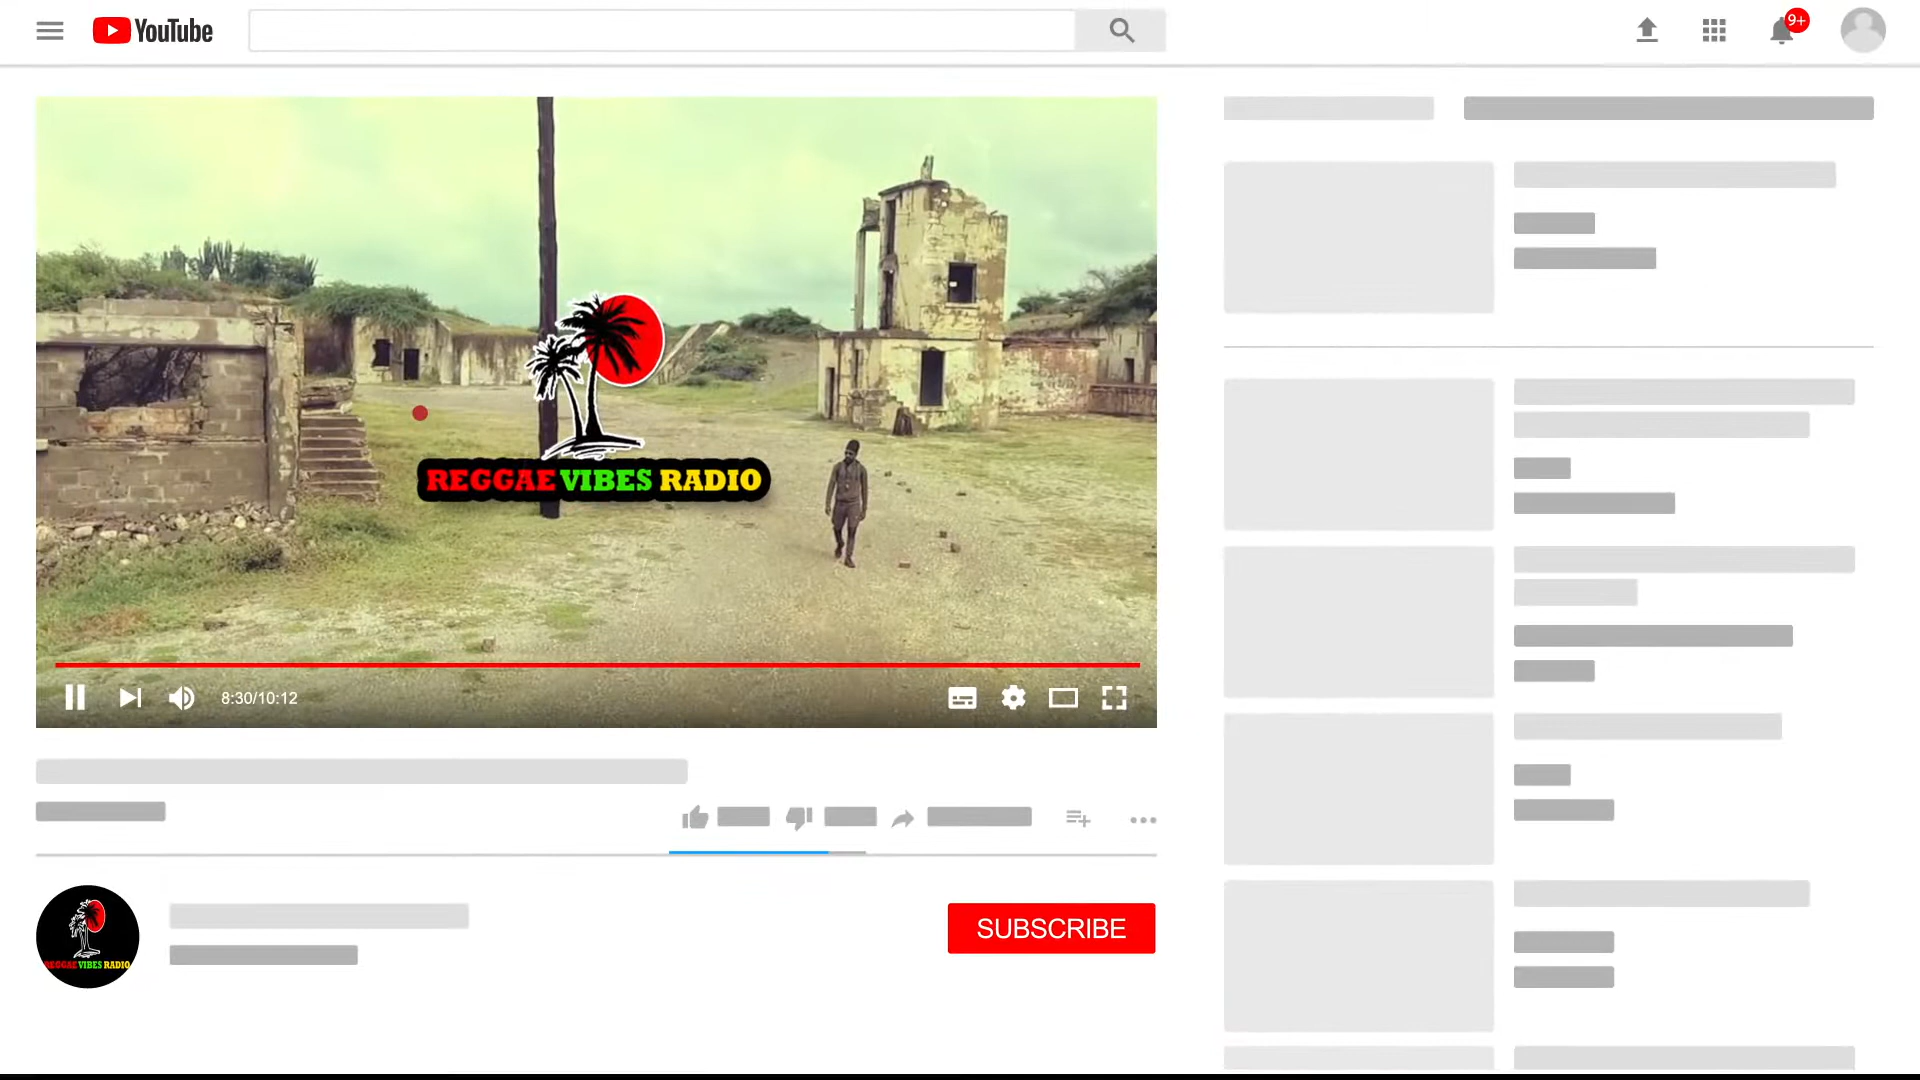 YouTube
9+
REGGAE VIBES RADIO
8:30/10:12
REGGAE VIBES RADIO
SUBSCRIBE